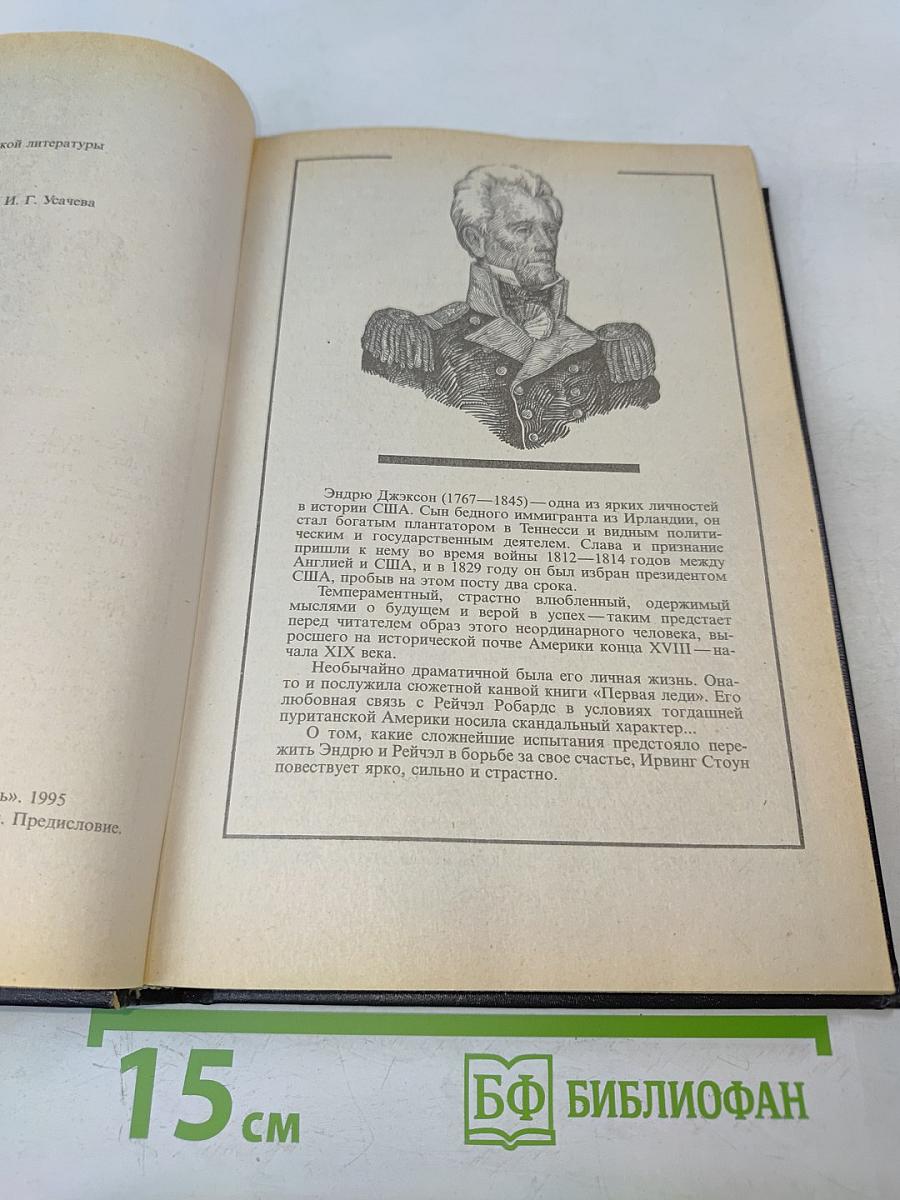 кой литературы
И. Г. Усачева
ь». 1995
. Предисловие.
Эндрю Джэксон (1767—1845)—одна из ярких личностей
в истории США. Сын бедного иммигранта из Ирландии, он
стал богатым плантатором в Теннесси и видным полити-
ческим и государственным деятелем. Слава и признание
пришли к нему во время войны 1812—1814 годов между
Англией и США, и в 1829 году он был избран президентом
США, пробыв на этом посту два срока.
Темпераментный, страстно влюбленный, одержимый
мыслями о будущем и верой в успех—таким предстает
перед читателем образ этого неординарного человека, вы-
росшего на исторической почве Америки конца XVIII—на-
чала XIX века.
Необычайно драматичной была его личная жизнь. Она-
то и послужила сюжетной канвой книги «Первая леди». Его
любовная связь с Рейчэл Робардс в условиях тогдашней
пуританской Америки носила скандальный характер...
О том, какие сложнейшие испытания предстояло пере-
жить Эндрю и Рейчэл в борьбе за свое счастье, Ирвинг Стоун
повествует ярко, сильно и страстно.
15 см
БФ БИБЛИОФАН